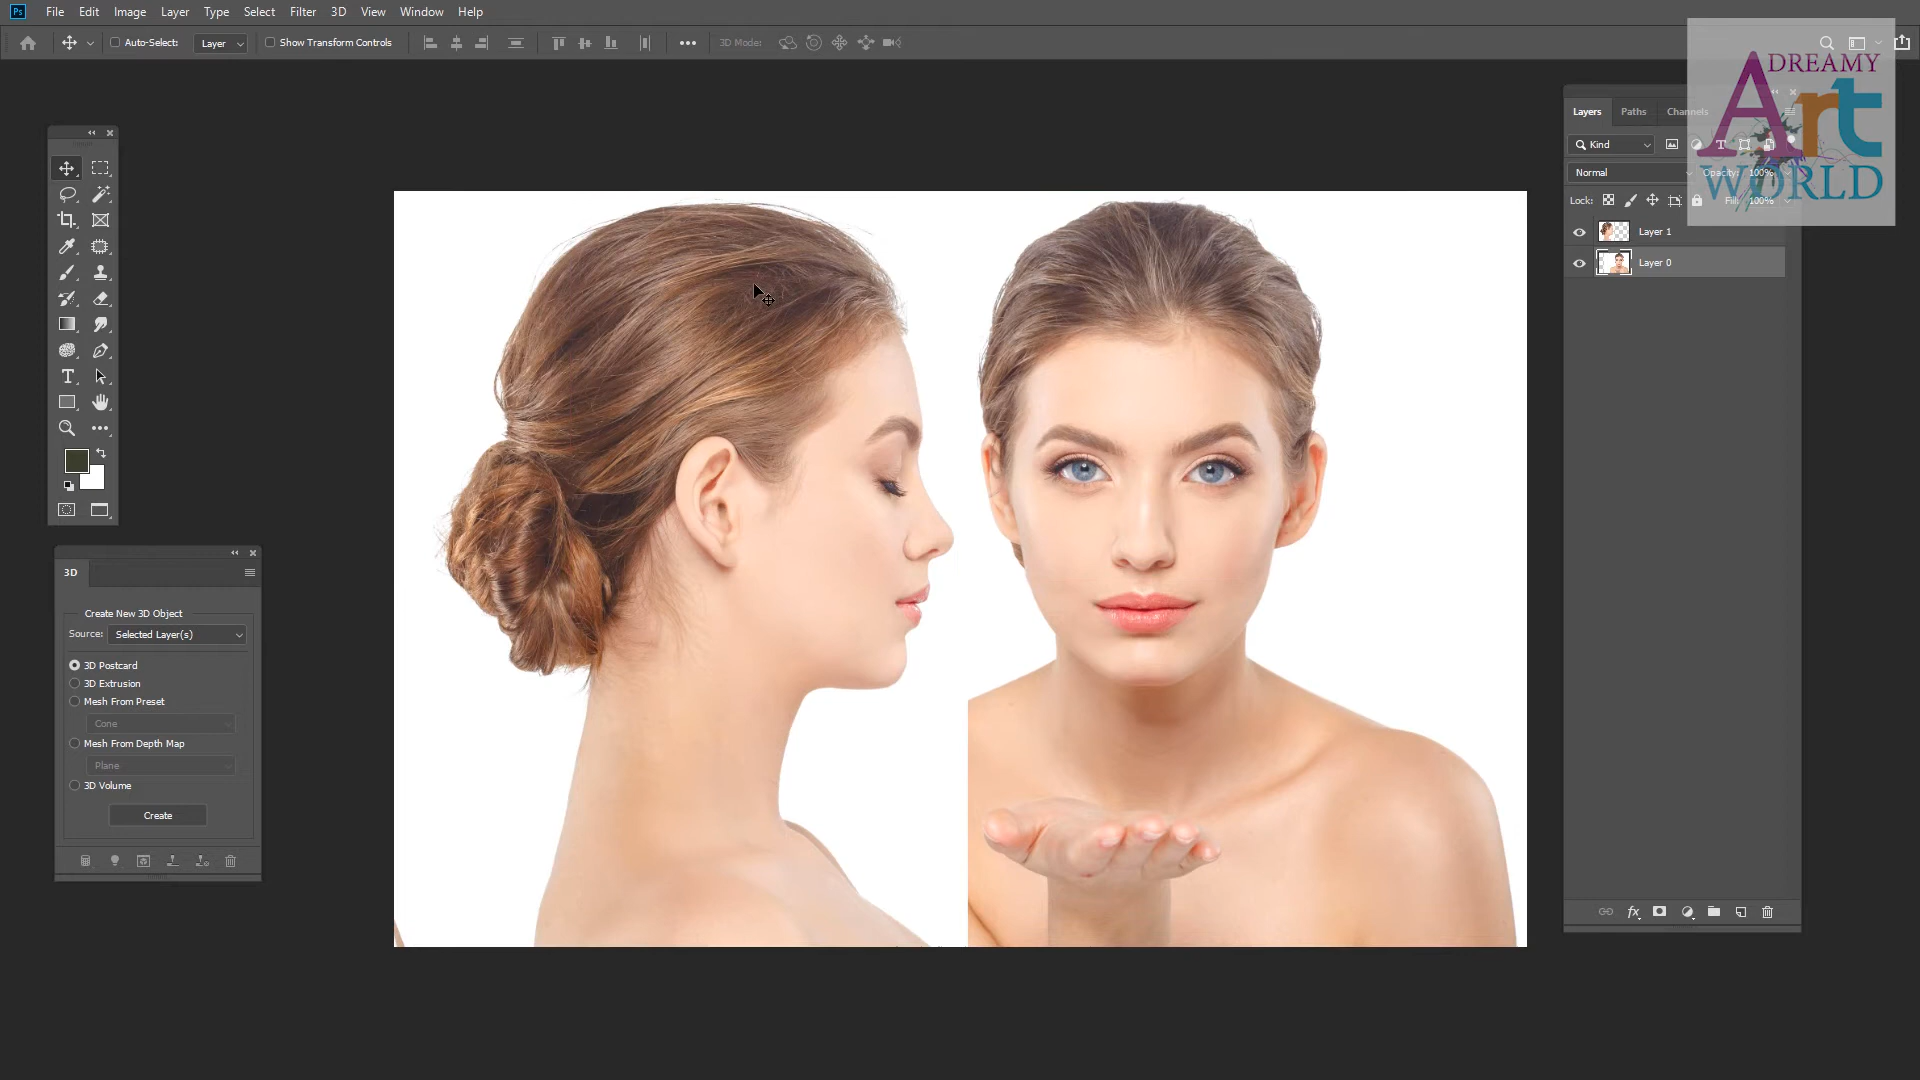 Ps File Edit Image Layer Type Select Filter 3D View Window Help
Auto-Select: Layer Show Transform Controls 3D Mode:
DREAMY
Art
WORLD
Layers Paths Channels
Kind
Normal Opacity: 100%
Lock: Fill: 100%
Layer 1
Layer 0
fx
T
3D
Create New 3D Object
Source: Selected Layer(s)
3D Postcard
3D Extrusion
Mesh From Preset
Cone
Mesh From Depth Map
Plane
3D Volume
Create